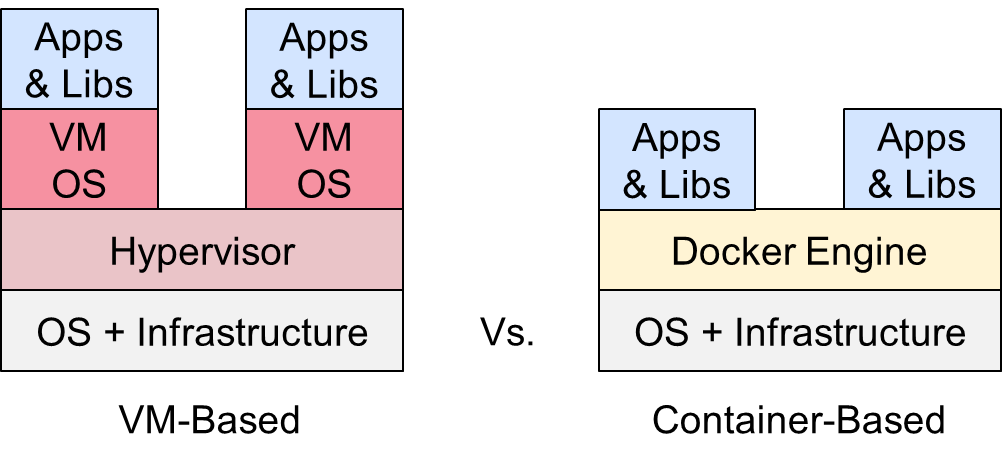 Apps
& Libs
VM
OS
Apps
& Libs
VM
OS
Hypervisor
OS + Infrastructure
VM-Based
Vs.
Apps
& Libs
Apps
& Libs
Docker Engine
OS + Infrastructure
Container-Based